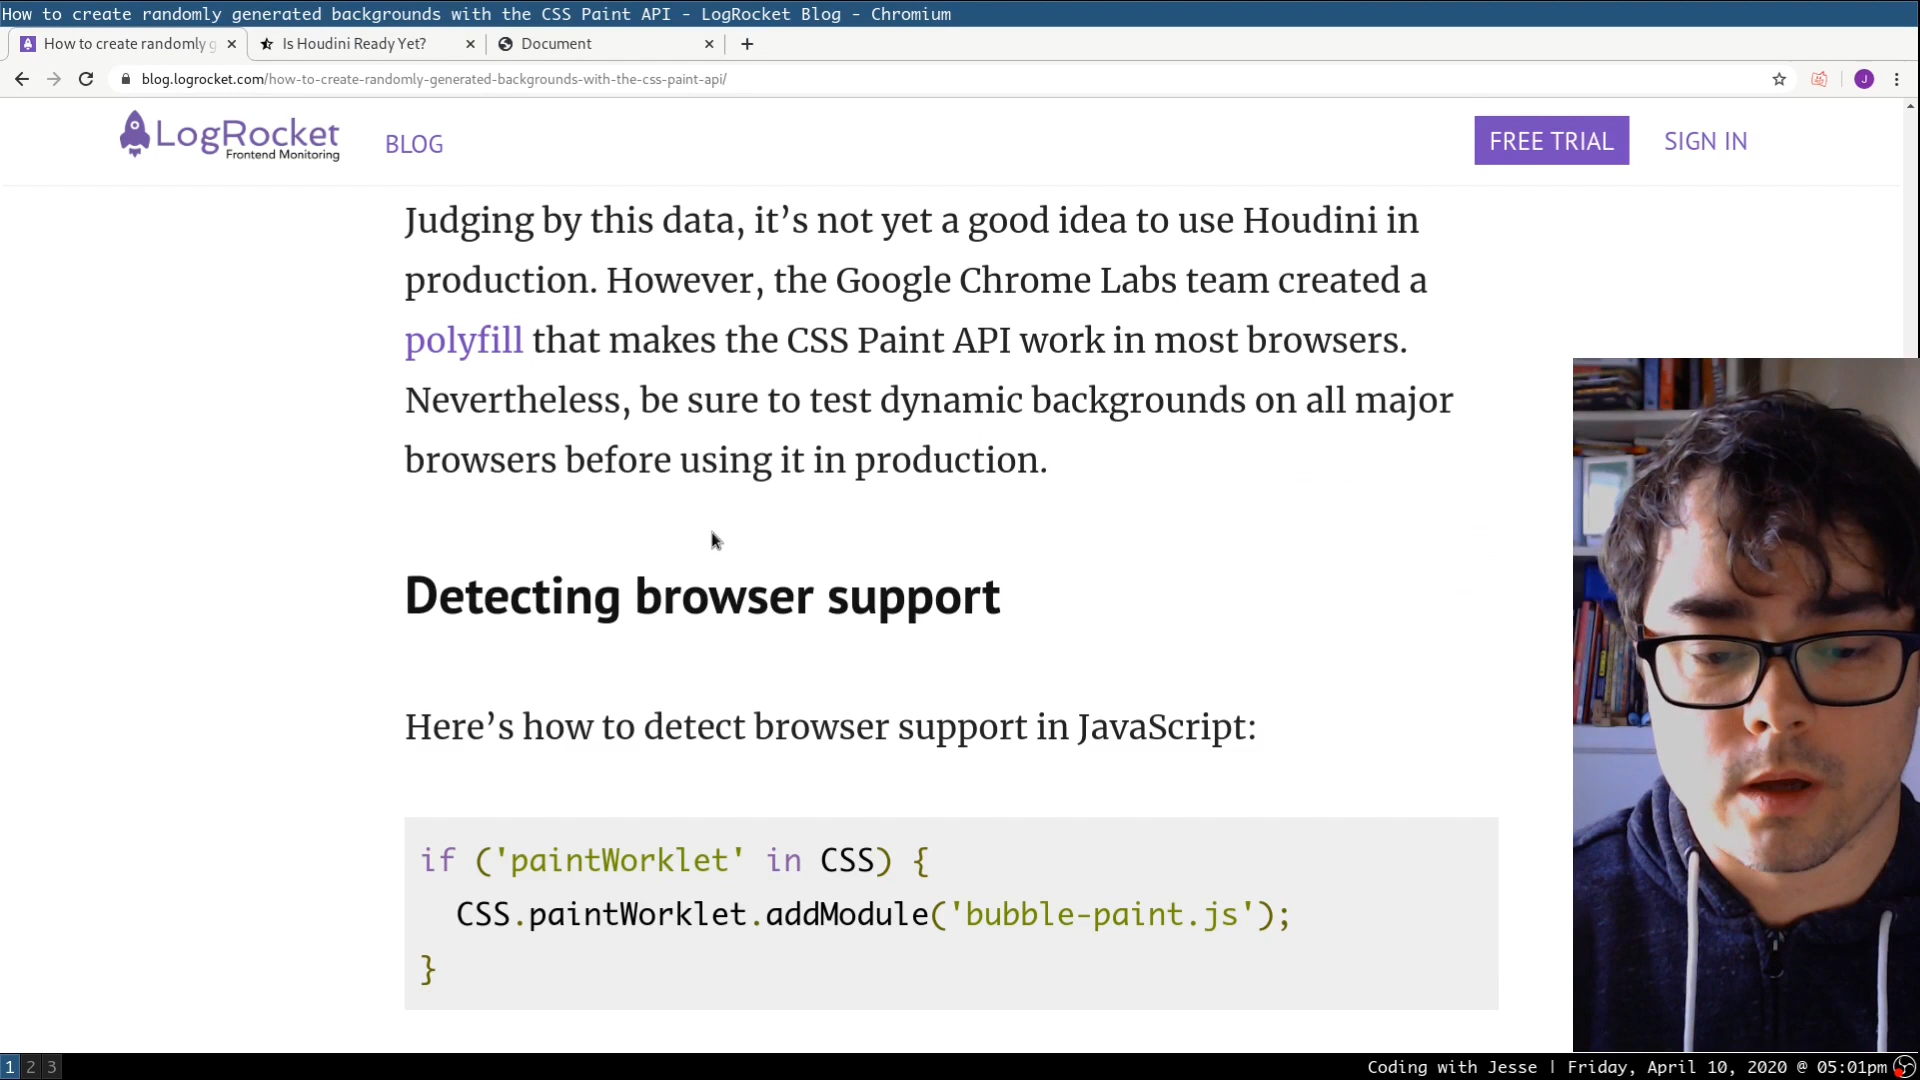 How to create randomly generated backgrounds with the CSS Paint API - LogRocket Blog - Chromium
How to create randomly g
Is Houdini Ready Yet?
Document
blog.logrocket.com/how-to-create-randomly-generated-backgrounds-with-the-css-paint-api/
J
LogRocket
Frontend Monitoring
BLOG
FREE TRIAL
SIGN IN
Judging by this data, it’s not yet a good idea to use Houdini in
production. However, the Google Chrome Labs team created a
polyfill that makes the CSS Paint API work in most browsers.
Nevertheless, be sure to test dynamic backgrounds on all major
browsers before using it in production.
Detecting browser support
Here’s how to detect browser support in JavaScript:
if ('paintWorklet' in CSS) {
CSS.paintWorklet.addModule('bubble-paint.js');
}
1 2 3
Coding with Jesse | Friday, April 10, 2020 @ 05:01pm